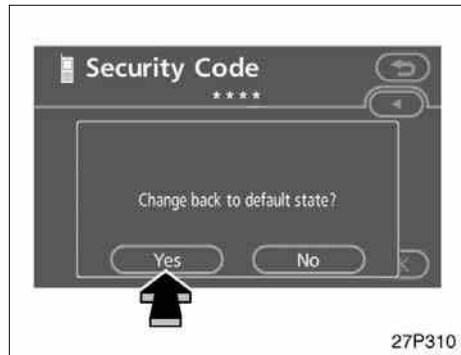 Security Code
****
Change back to default state?
Yes
No
27P310